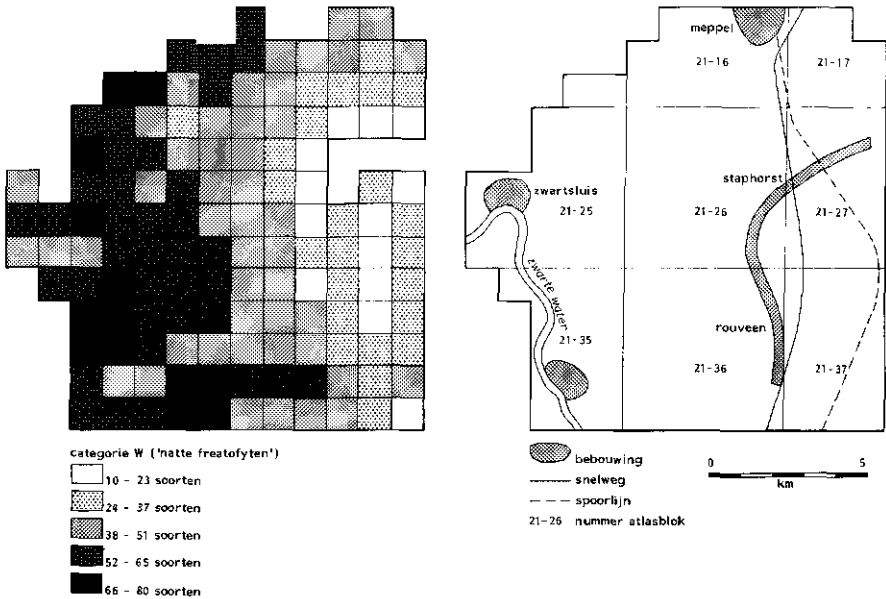 categorie W ('natte freatofyten')
10 - 23 soorten
24 - 37 soorten
38 - 51 soorten
52 - 65 soorten
66 - 80 soorten
meppel
21-16
21-17
staphorst
zwartsluis
21-25
21-26
21-27
zwarte water
rouveen
21-35
21-36
21-37
bebouwing
snelweg
spoorlijn
21-26 nummer atlasblok
0 5
km